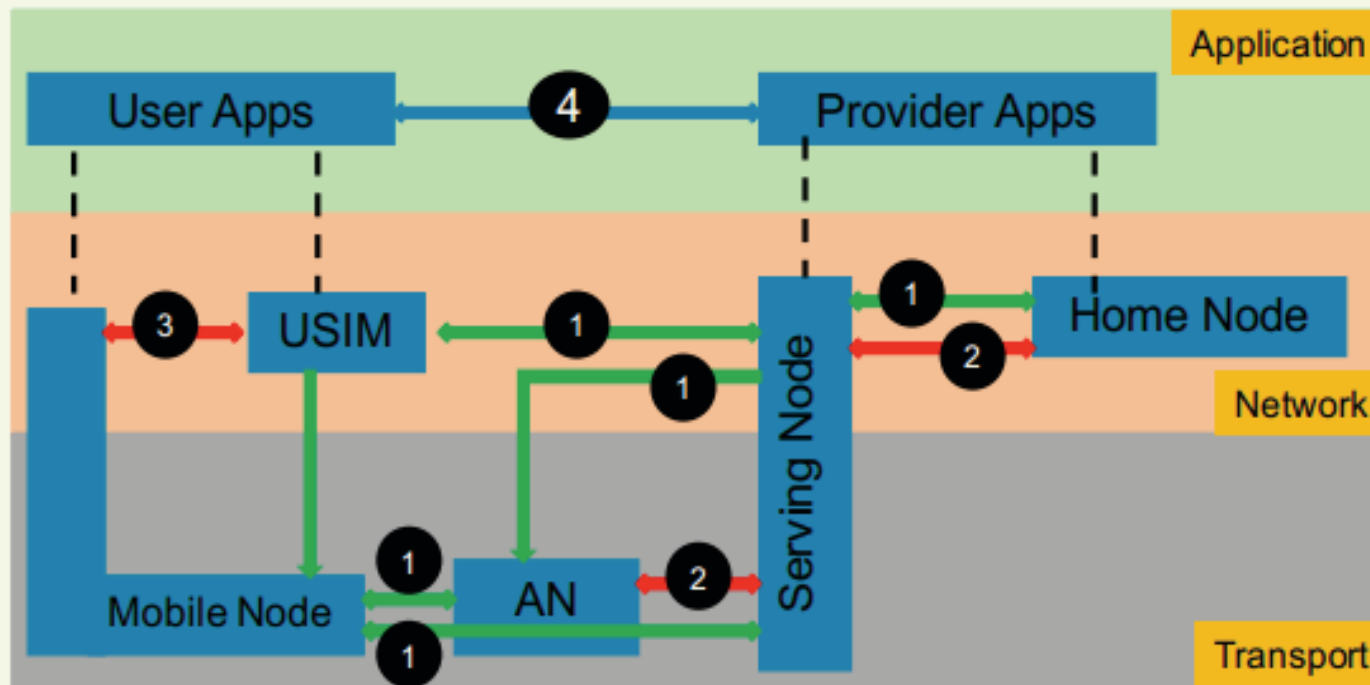 Application
User Apps
4
Provider Apps
3
USIM
1
1
1
2
Home Node
Network
Serving Node
1
Mobile Node
AN
2
1
Transport